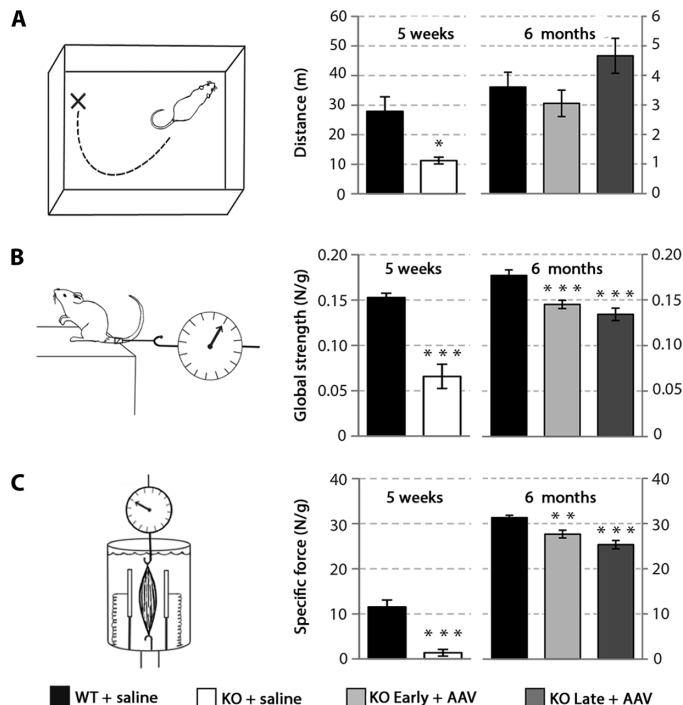 A
5 weeks
6 months
Distance (m)
60
50
40
30
20
10
0
*
6
5
4
3
2
1
0
B
5 weeks
6 months
Global strength (N/g)
0.20
0.15
0.10
0.05
0
* * *
* * *
* * *
0.20
0.15
0.10
0.05
0
C
5 weeks
6 months
Specific force (N/g)
40
30
20
10
0
* * *
* *
* * *
40
30
20
10
0
WT + saline KO + saline KO Early + AAV KO Late + AAV